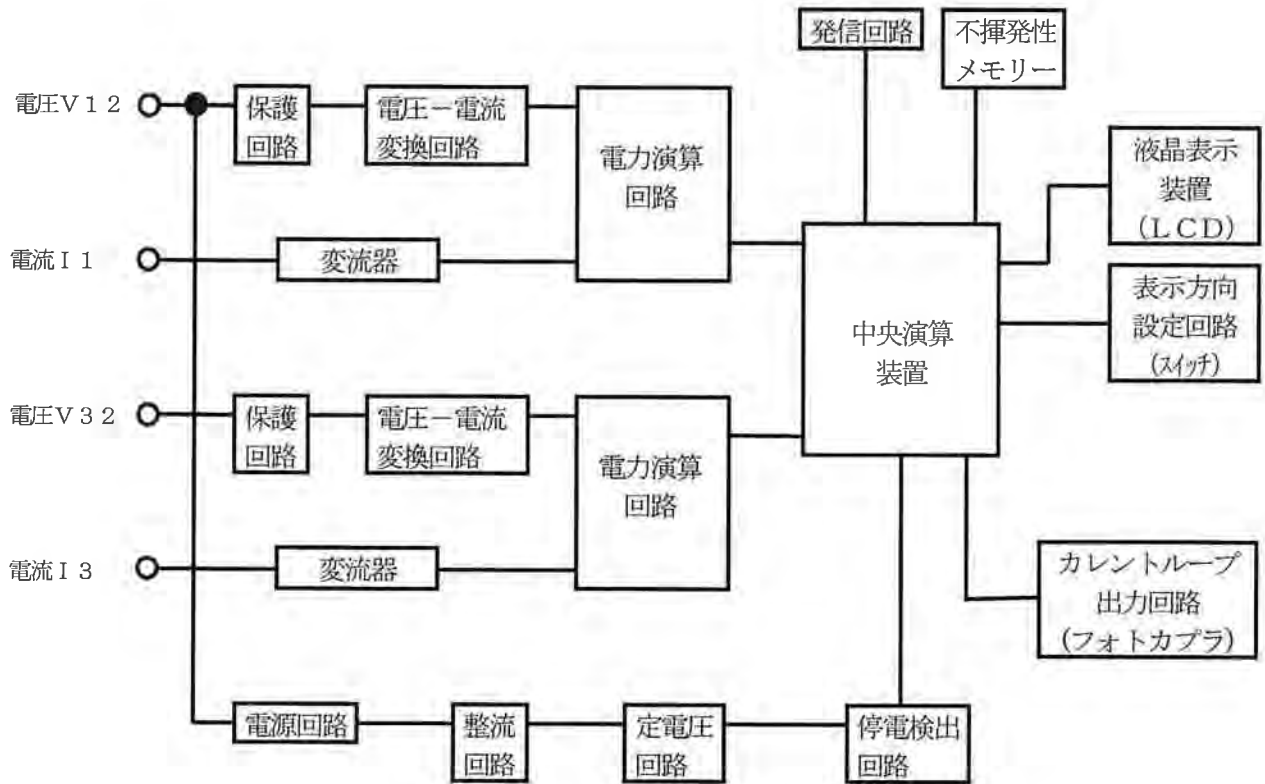 発信回路
不揮発性
メモリー
電圧V12
保護
回路
電圧－電流
変換回路
電力演算
回路
液晶表示
装置
(LCD)
電流I1
変流器
表示方向
設定回路
(スイッチ)
中央演算
装置
電圧V32
保護
回路
電圧－電流
変換回路
電力演算
回路
電流I3
変流器
カレントループ
出力回路
(フォトカプラ)
電源回路
整流
回路
定電圧
回路
停電検出
回路